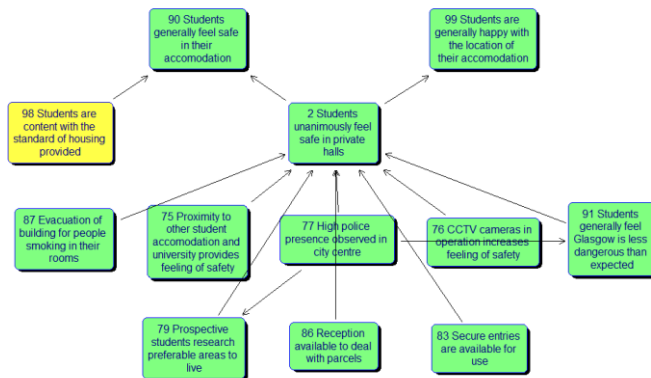 90 Students
generally feel safe
in their
accomodation
99 Students are
generally happy with
the location of
their accomodation
98 Students are
content with the
standard of housing
provided
2 Students
unanimously feel
safe in private
halls
87 Evacuation of
building for people
smoking in their
rooms
75 Proximity to
other student
accomodation and
university provides
feeling of safety
77 High police
presence observed in
city centre
76 CCTV cameras in
operation increases
feeling of safety
91 Students
generally feel
Glasgow is less
dangerous than
expected
79 Prospective
students research
preferable areas to
live
86 Reception
available to deal
with parcels
83 Secure entries
are available for
use